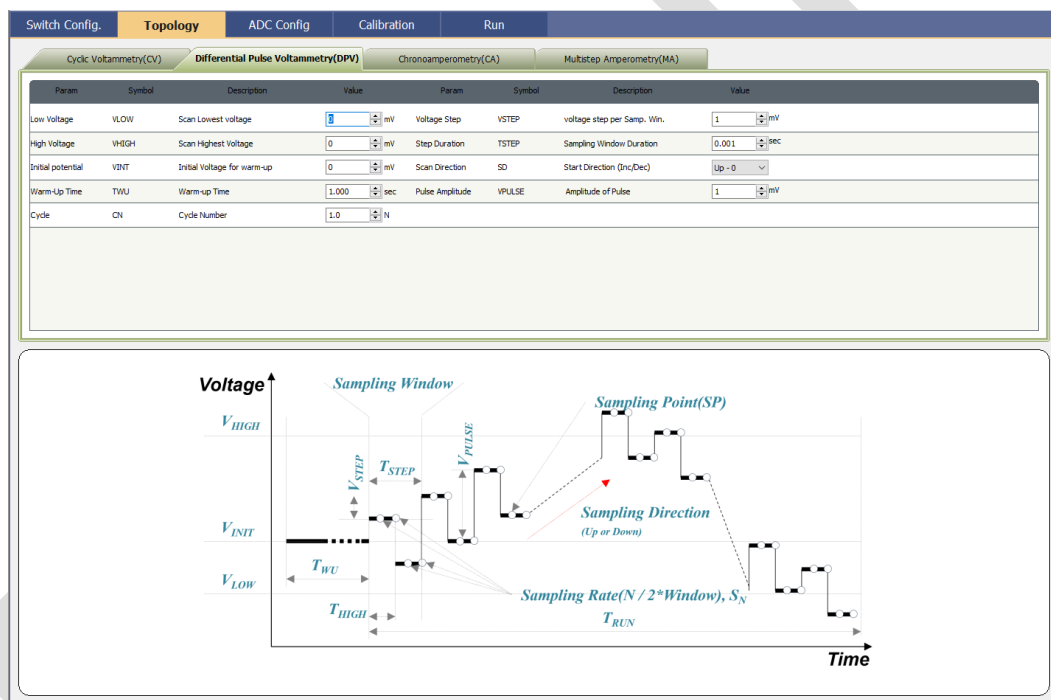 Switch Config. Topology ADC Config Calibration Run
Cyclic Voltammetry(CV) Differential Pulse Voltammetry(DPV) Chronoamperometry(CA) Multistep Amperometry(MA)
Param Symbol Description Value Param Symbol Description Value
Low Voltage VLOW Scan Lowest voltage 0 mV Voltage Step VSTEP voltage step per Samp. Win. 1 mV
High Voltage VHIGH Scan Highest Voltage 0 mV Step Duration TSTEP Sampling Window Duration 0.001 sec
Initial potential VINT Initial Voltage for warm-up 0 mV Scan Direction SD Start Direction (Inc/Dec) Up - 0
Warm-Up Time TWU Warm-up Time 1.000 sec Pulse Amplitude VPULSE Amplitude of Pulse 1 mV
Cycle CN Cycle Number 1.0 N
Voltage
Sampling Window
Sampling Point(SP)
VHIGH
VSTEP
TSTEP
VPULSE
Sampling Direction
(Up or Down)
VINIT
TWU
VLOW
Sampling Rate(N / 2*Window), SN
THIGH
TRUN
Time